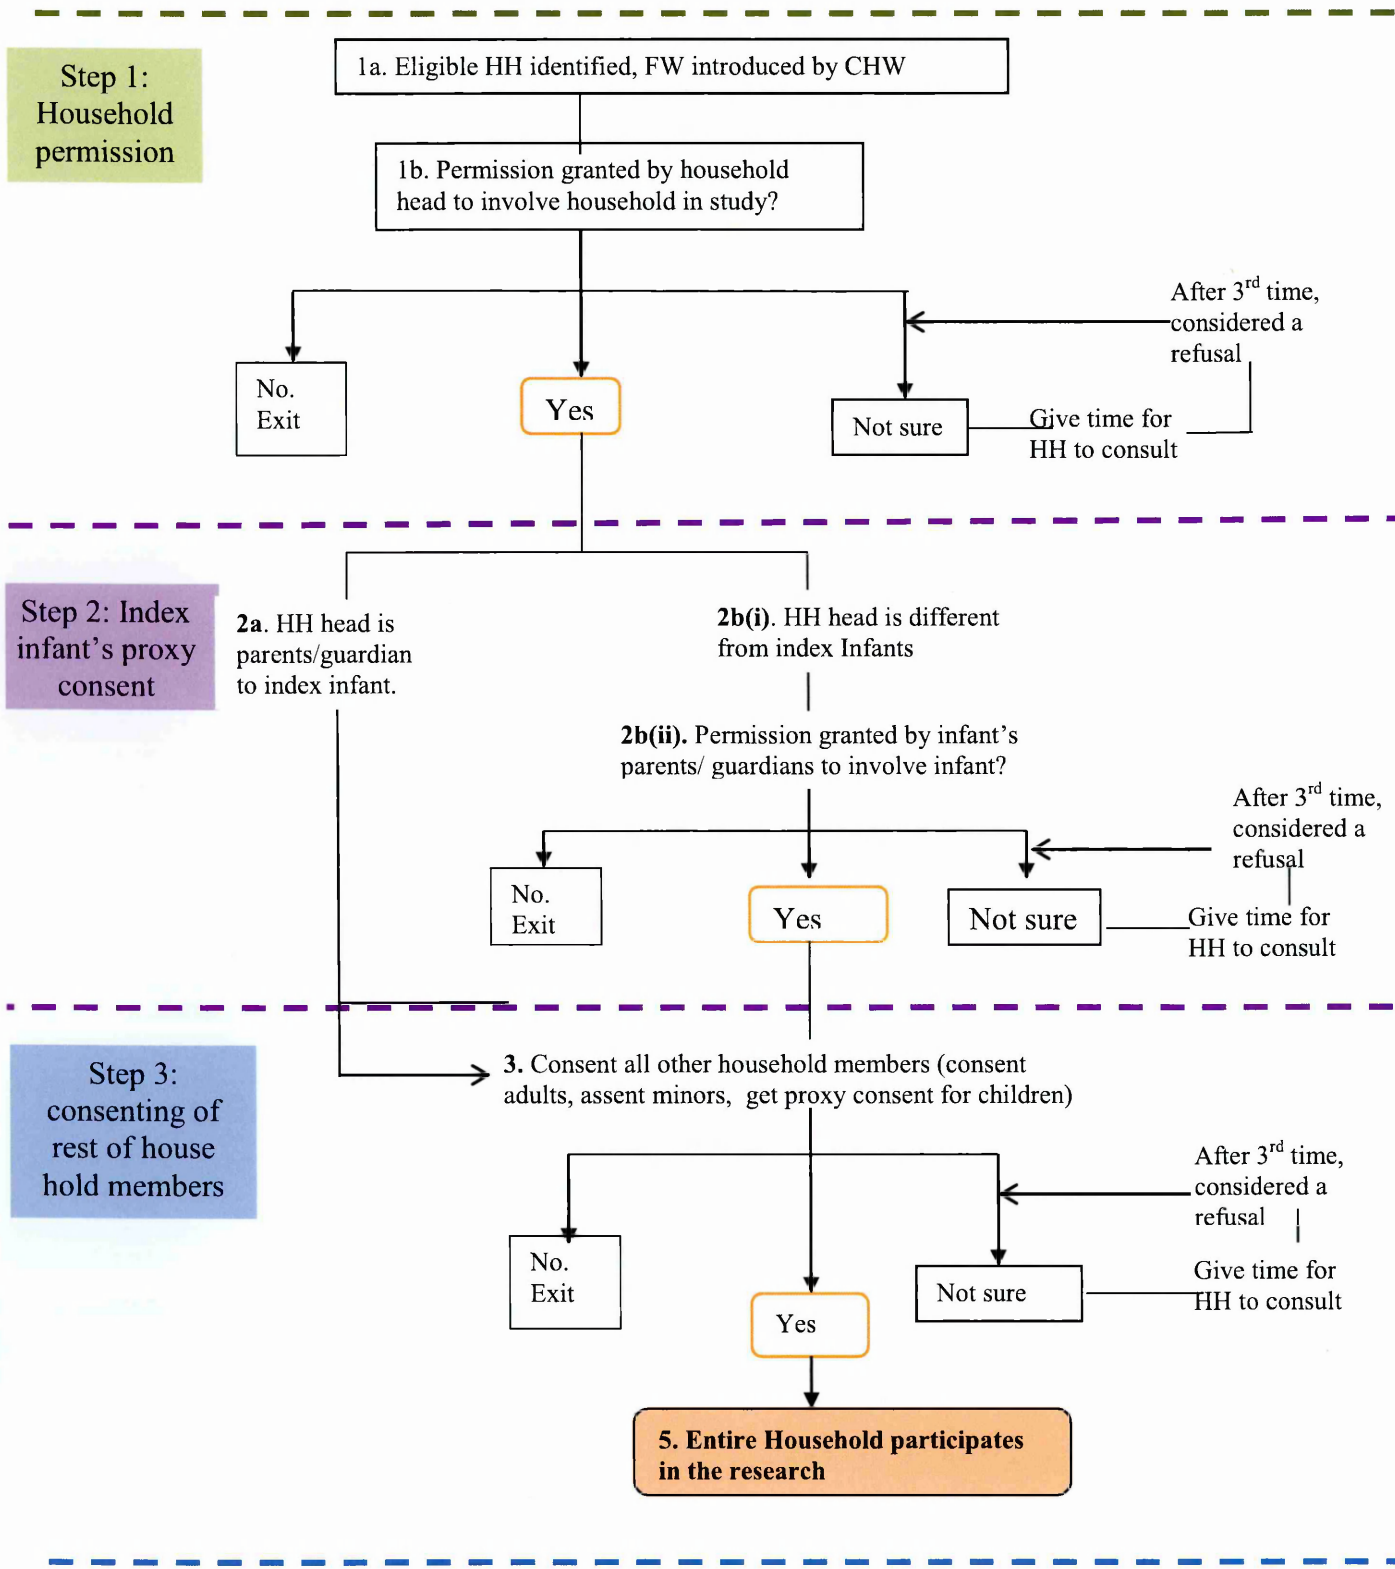 Step 1:
Household
permission
1a. Eligible HH identified, FW introduced by CHW
1b. Permission granted by household
head to involve household in study?
No.
Exit
Yes
Not sure
Give time for
HH to consult
After 3rd time,
considered a
refusal
Step 2: Index
infant's proxy
consent
2a. HH head is
parents/guardian
to index infant.
2b(i). HH head is different
from index Infants
2b(ii). Permission granted by infant's
parents/ guardians to involve infant?
No.
Exit
Yes
Not sure
Give time for
HH to consult
After 3rd time,
considered a
refusal
Step 3:
consenting of
rest of house
hold members
3. Consent all other household members (consent
adults, assent minors, get proxy consent for children)
No.
Exit
Yes
Not sure
Give time for
HH to consult
After 3rd time,
considered a
refusal
5. Entire Household participates
in the research